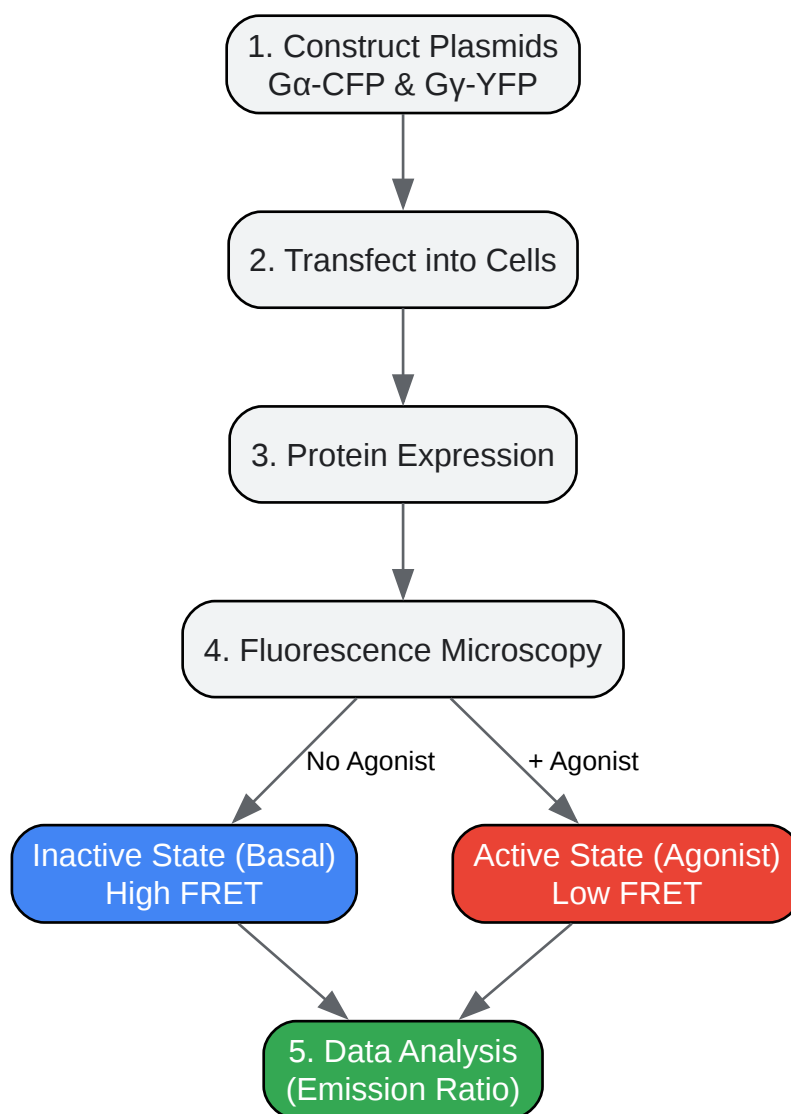 1. Construct Plasmids
Gα-CFP & Gγ-YFP
2. Transfect into Cells
3. Protein Expression
4. Fluorescence Microscopy
No Agonist
+ Agonist
Inactive State (Basal)
High FRET
Active State (Agonist)
Low FRET
5. Data Analysis
(Emission Ratio)